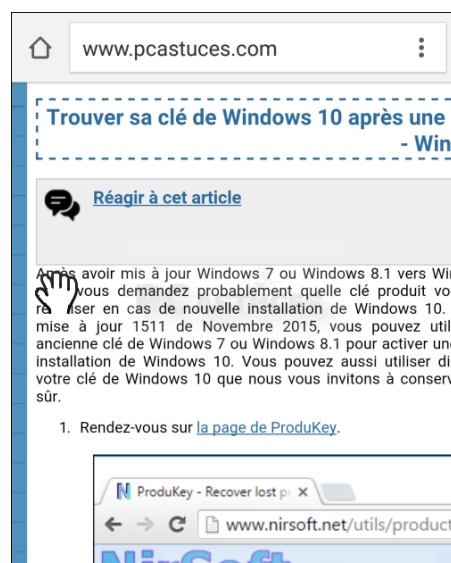 www.pcastuces.com
Trouver sa clé de Windows 10 après une
- Win
Réagir à cet article
Après avoir mis à jour Windows 7 ou Windows 8.1 vers Wi
vous demandez probablement quelle clé produit vo
en cas de nouvelle installation de Windows 10.
mise à jour 1511 de Novembre 2015, vous pouvez util
ancienne clé de Windows 7 ou Windows 8.1 pour activer un
installation de Windows 10. Vous pouvez aussi utiliser di
votre clé de Windows 10 que nous vous invitons à conserv
sûr.
1. Rendez-vous sur la page de ProduKey.
ProduKey - Recover lost p
www.nirsoft.net/utils/product
NirSoft